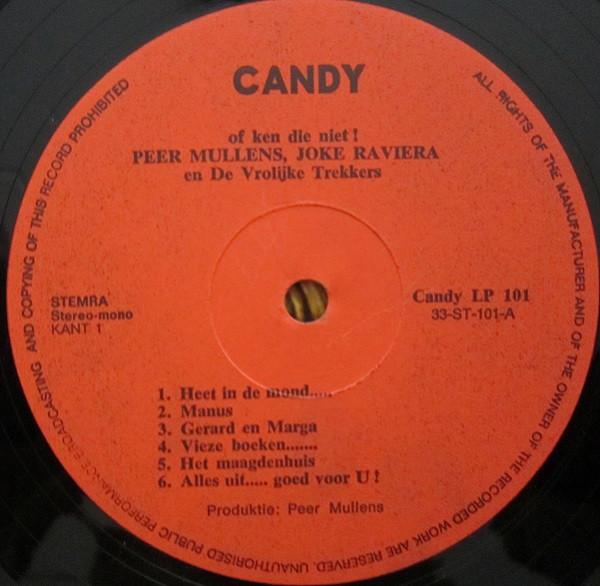 CANDY
of ken die niet!
PEER MULLENS, JOKE RAVIERA
en De Vrolijke Trekkers
STEMRA
Stereo-mono
KANT 1
Candy LP 101
33-ST-101-A
1. Heet in de mond.....
2. Manus
3. Gerard en Marga
4. Vieze boeken.......
5. Het maagdenhuis
6. Alles uit..... goed voor U!
Produktie: Peer Mullens
ALL RIGHTS OF THE MANUFACTURER AND OF THE OWNER OF THE RECORDED WORK ARE RESERVED. UNAUTHORISED PUBLIC PERFORMANCE BROADCASTING AND COPYING OF THIS RECORD PROHIBITED